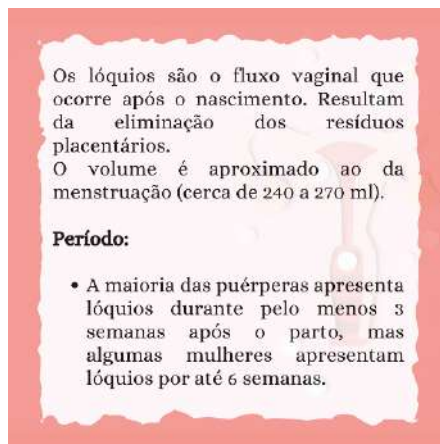 Os lóquios são o fluxo vaginal que
ocorre após o nascimento. Resultam
da eliminação dos resíduos
placentários.
O volume é aproximado ao da
menstruação (cerca de 240 a 270 ml).
Período:
• A maioria das puérperas apresenta
lóquios durante pelo menos 3
semanas após o parto, mas
algumas mulheres apresentam
lóquios por até 6 semanas.